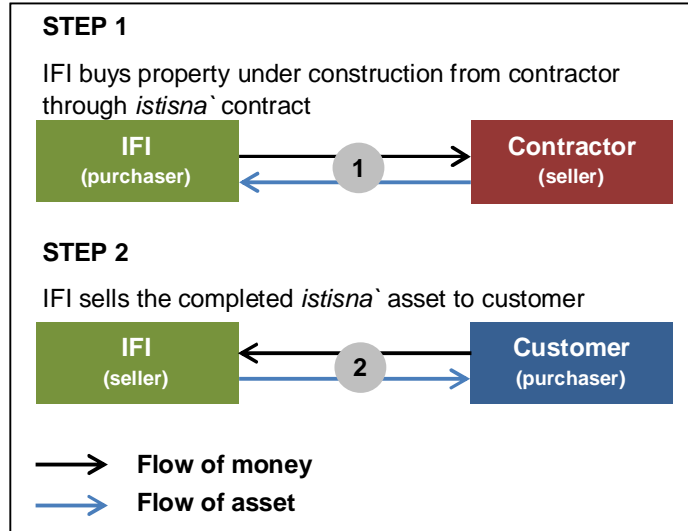 STEP 1
IFI buys property under construction from contractor
through istisna` contract
IFI
(purchaser)
1
Contractor
(seller)
STEP 2
IFI sells the completed istisna` asset to customer
IFI
(seller)
2
Customer
(purchaser)
Flow of money
Flow of asset